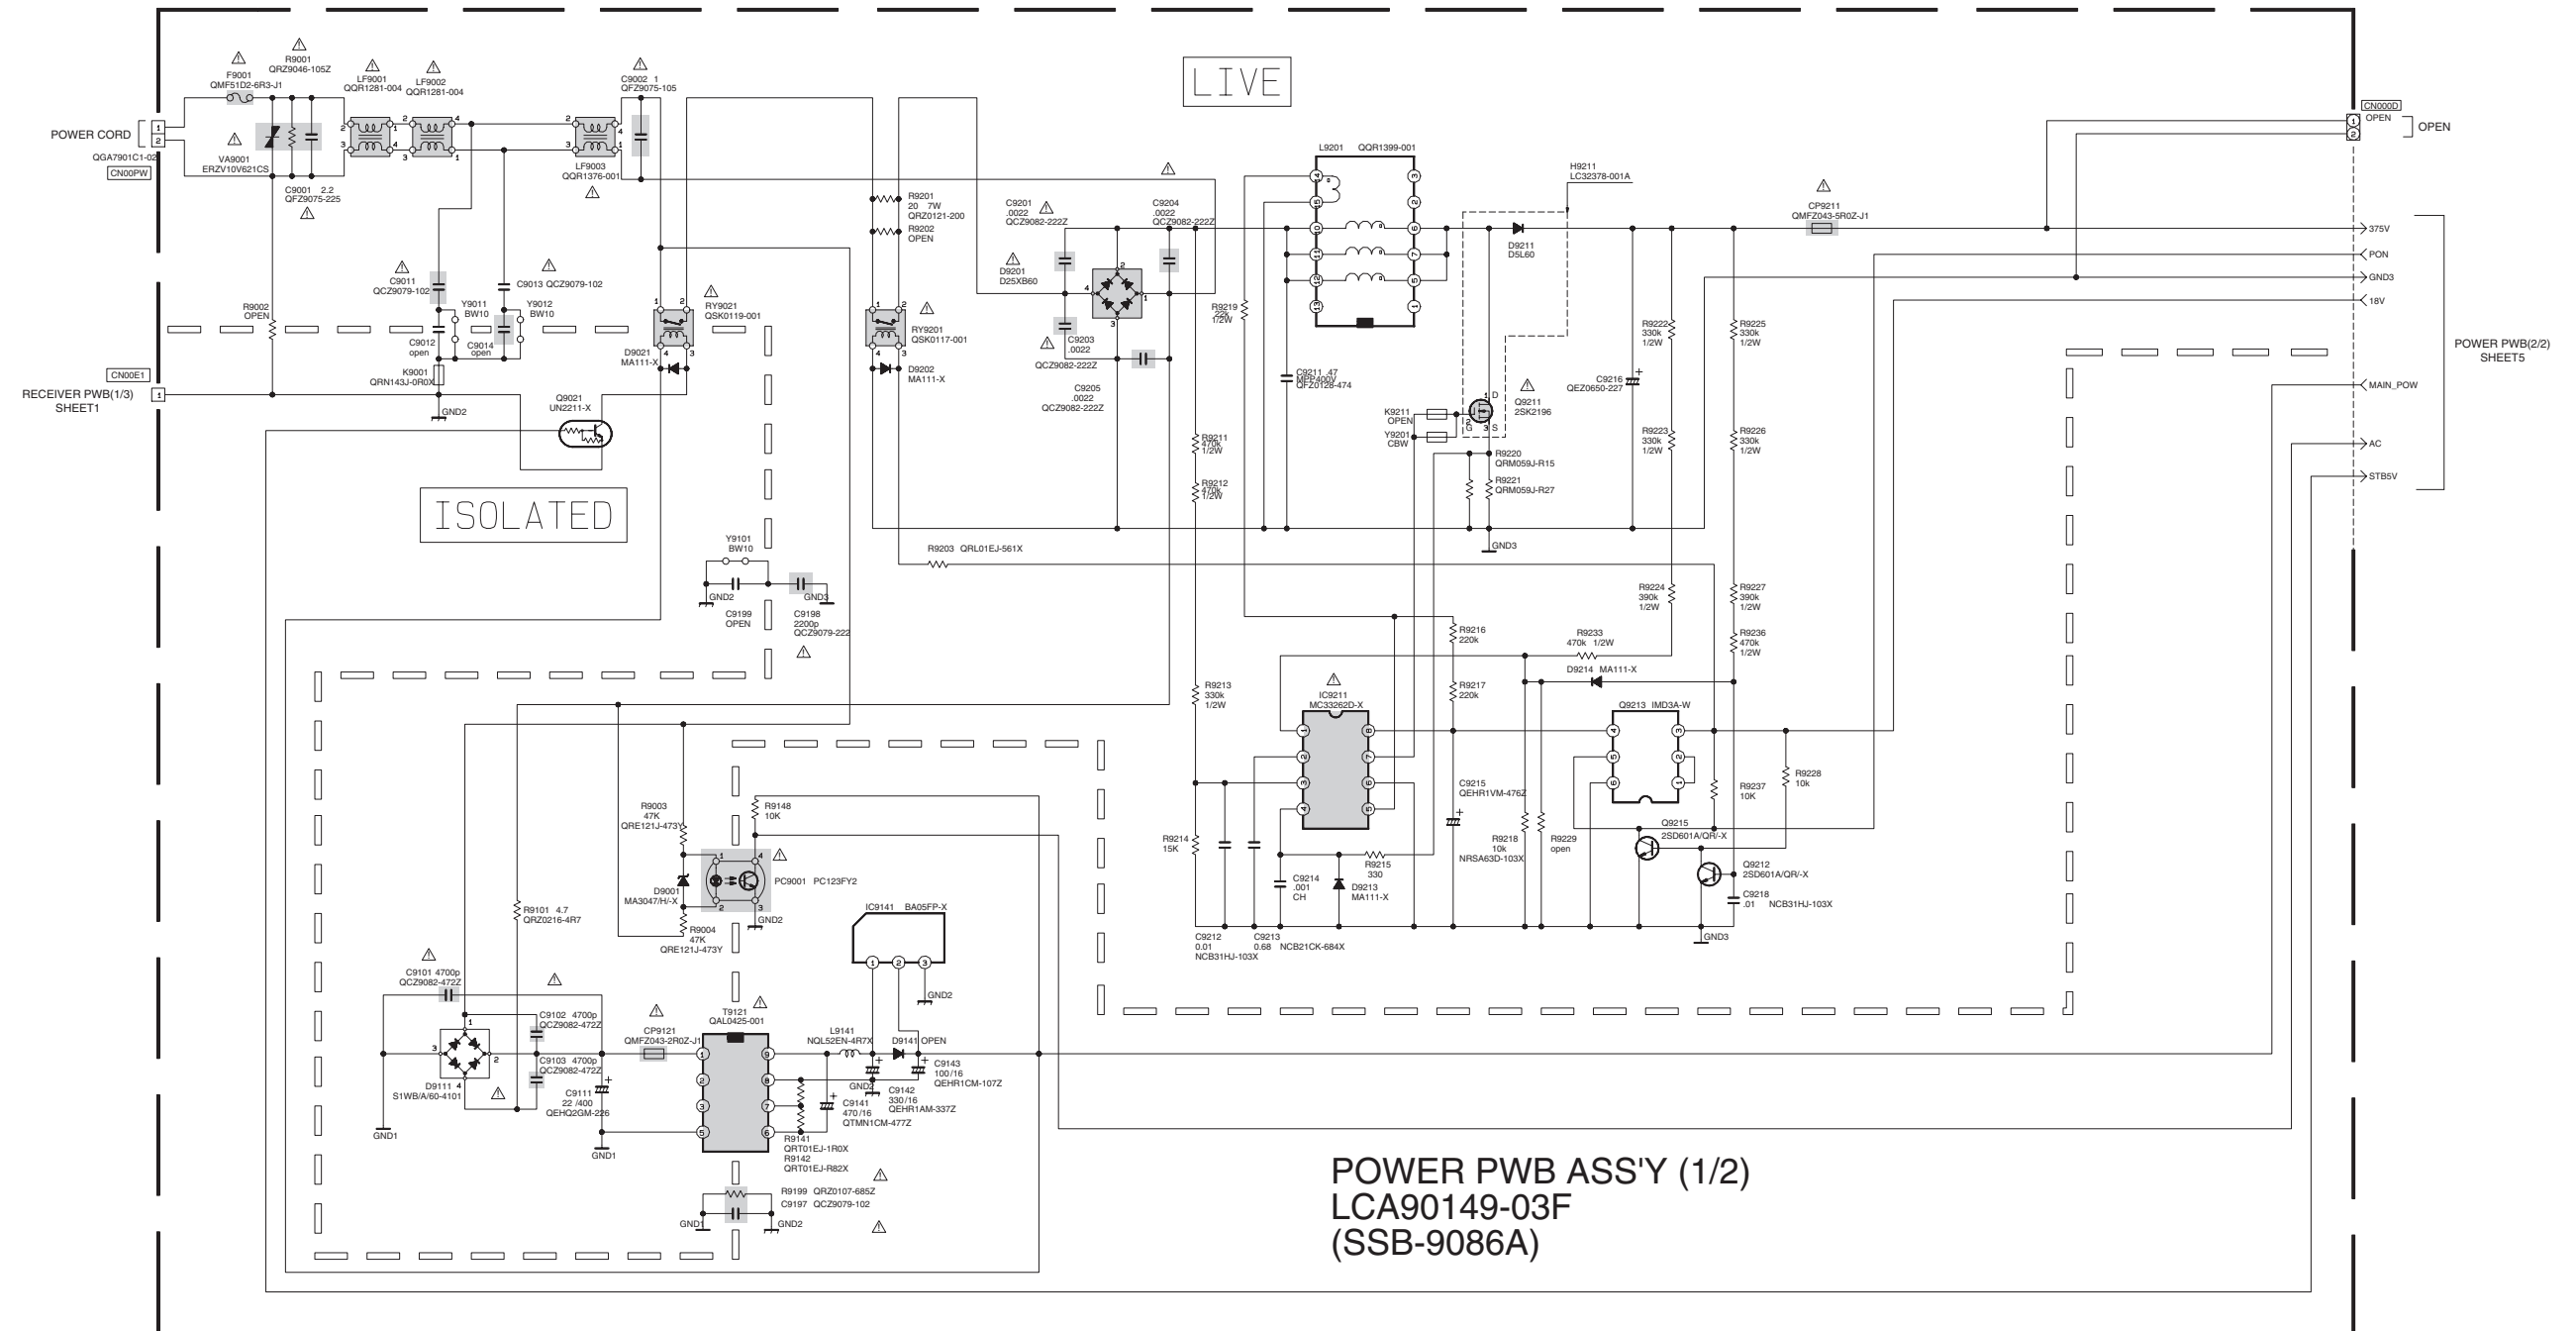 LIVE
F9001
QMF51D2-6R3-J1
R9001
QRZ9046-105Z
LF9001
QQR1281-004
LF9002
QQR1281-004
C9002 1
QFZ9075-105
POWER CORD
1
2
QGA7901C1-02
CN00PW
VA9001
ERZV10V621CS
C9001 2.2
QFZ9075-225
LF9003
QQR1376-001
R9201
20 7W
QRZ0121-200
R9202
OPEN
C9201
.0022
QCZ9082-222Z
C9204
.0022
QCZ9082-222Z
L9201 QQR1399-001
H9211
LC32378-001A
CP9211
QMFZ043-5R0Z-J1
CN000D
OPEN
OPEN
375V
PON
GND3
18V
D9211
D5L60
D9201
D25XB60
C9011
QCZ9079-102
C9013 QCZ9079-102
Y9011
BW10
Y9012
BW10
R9002
OPEN
C9012
open
C9014
open
RY9021
QSK0119-001
RY9201
QSK0117-001
D9021
MA111-X
D9202
MA111-X
C9203
.0022
QCZ9082-222Z
C9205
.0022
QCZ9082-222Z
R9219
22k
1/2W
R9222
330k
1/2W
R9225
330k
1/2W
POWER PWB(2/2)
SHEET5
CN00E1
RECEIVER PWB(1/3)
SHEET1
1
K9001
QRN143J-0R0X
GND2
Q9021
UN2211-X
C9211 .47
MPP400V
QFZ0128-474
C9216
QEZ0650-227
K9211
OPEN
Y9201
CBW
D
G
S
Q9211
2SK2196
MAIN_POW
AC
STB5V
R9211
470k
1/2W
R9212
470k
1/2W
R9223
330k
1/2W
R9226
330k
1/2W
R9220
QRM059J-R15
R9221
QRM059J-R27
GND3
ISOLATED
Y9101
BW10
GND2
GND3
C9199
OPEN
C9198
2200p
QCZ9079-222
R9203 QRL01EJ-561X
R9224
390k
1/2W
R9227
390k
1/2W
R9216
220k
R9233
470k 1/2W
R9236
470k
1/2W
D9214 MA111-X
R9213
330k
1/2W
R9217
220k
IC9211
MC33262D-X
Q9213 IMD3A-W
R9228
10k
R9237
10K
C9215
QEHR1VM-476Z
R9003
47K
QRE121J-473Y
R9148
10K
Q9215
2SD601A/QR/-X
R9214
15K
R9218
10k
NRSA63D-103X
R9229
open
R9215
330
Q9212
2SD601A/QR/-X
PC9001 PC123FY2
D9001
MA3047/H/-X
C9214
.001
CH
D9213
MA111-X
C9218
.01 NCB31HJ-103X
R9101 4.7
QRZ0216-4R7
GND2
R9004
47K
QRE121J-473Y
IC9141 BA05FP-X
C9212
0.01
NCB31HJ-103X
C9213
0.68 NCB21CK-684X
GND3
C9101 4700p
QCZ9082-472Z
GND2
C9102 4700p
QCZ9082-472Z
CP9121
QMFZ043-2R0Z-J1
T9121
QAL0425-001
L9141
NQL52EN-4R7X
D9141 OPEN
C9103 4700p
QCZ9082-472Z
C9143
100/16
QEHR1CM-107Z
D9111
S1WB/A/60-4101
C9111
22 /400
QEHQ2GM-226
GND2
C9142
330/16
QEHR1AM-337Z
C9141
470/16
QTMN1CM-477Z
GND1
GND1
R9141
QRT01EJ-1R0X
R9142
QRT01EJ-R82X
R9199 QRZ0107-685Z
C9197 QCZ9079-102
GND1
GND2
POWER PWB ASS'Y (1/2)
LCA90149-03F
(SSB-9086A)